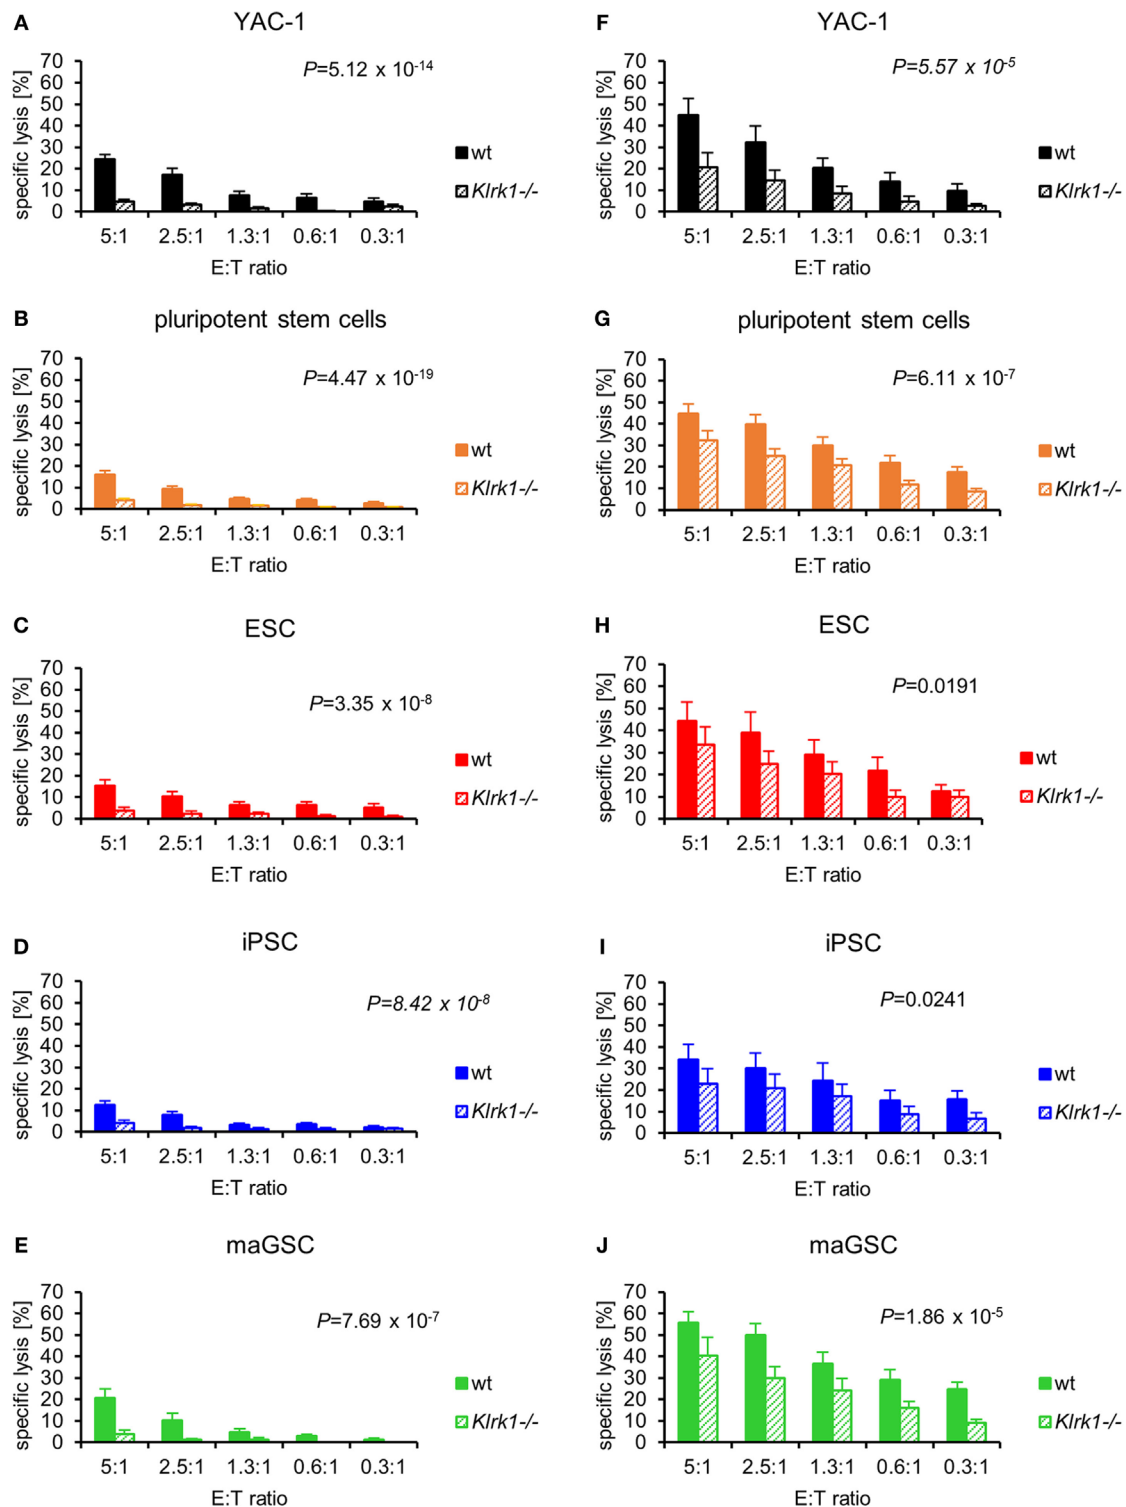 A YAC-1
specific lysis [%]
70
60
50
40
30
20
10
0
P=5.12 x 10-14
wt
Klrk1-/-
5:1 2.5:1 1.3:1 0.6:1 0.3:1
E:T ratio
F YAC-1
specific lysis [%]
70
60
50
40
30
20
10
0
P=5.57 x 10-5
wt
Klrk1-/-
5:1 2.5:1 1.3:1 0.6:1 0.3:1
E:T ratio
B pluripotent stem cells
specific lysis [%]
70
60
50
40
30
20
10
0
P=4.47 x 10-19
wt
Klrk1-/-
5:1 2.5:1 1.3:1 0.6:1 0.3:1
E:T ratio
G pluripotent stem cells
specific lysis [%]
70
60
50
40
30
20
10
0
P=6.11 x 10-7
wt
Klrk1-/-
5:1 2.5:1 1.3:1 0.6:1 0.3:1
E:T ratio
C ESC
specific lysis [%]
70
60
50
40
30
20
10
0
P=3.35 x 10-8
wt
Klrk1-/-
5:1 2.5:1 1.3:1 0.6:1 0.3:1
E:T ratio
H ESC
specific lysis [%]
70
60
50
40
30
20
10
0
P=0.0191
wt
Klrk1-/-
5:1 2.5:1 1.3:1 0.6:1 0.3:1
E:T ratio
D iPSC
specific lysis [%]
70
60
50
40
30
20
10
0
P=8.42 x 10-8
wt
Klrk1-/-
5:1 2.5:1 1.3:1 0.6:1 0.3:1
E:T ratio
I iPSC
specific lysis [%]
70
60
50
40
30
20
10
0
P=0.0241
wt
Klrk1-/-
5:1 2.5:1 1.3:1 0.6:1 0.3:1
E:T ratio
E maGSC
specific lysis [%]
70
60
50
40
30
20
10
0
P=7.69 x 10-7
wt
Klrk1-/-
5:1 2.5:1 1.3:1 0.6:1 0.3:1
E:T ratio
J maGSC
specific lysis [%]
70
60
50
40
30
20
10
0
P=1.86 x 10-5
wt
Klrk1-/-
5:1 2.5:1 1.3:1 0.6:1 0.3:1
E:T ratio